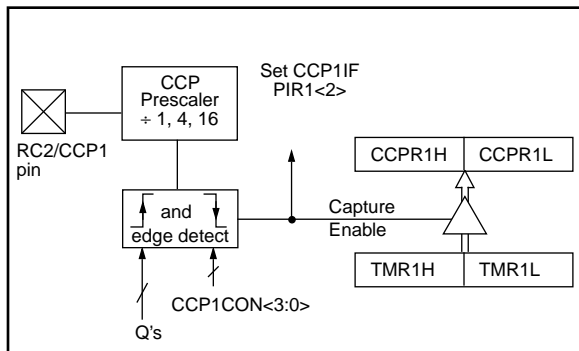 CCP
Prescaler
÷ 1, 4, 16
Set CCP1IF
PIR1<2>
RC2/CCP1
pin
CCPR1H
CCPR1L
and
edge detect
Capture
Enable
TMR1H
TMR1L
CCP1CON<3:0>
Q's